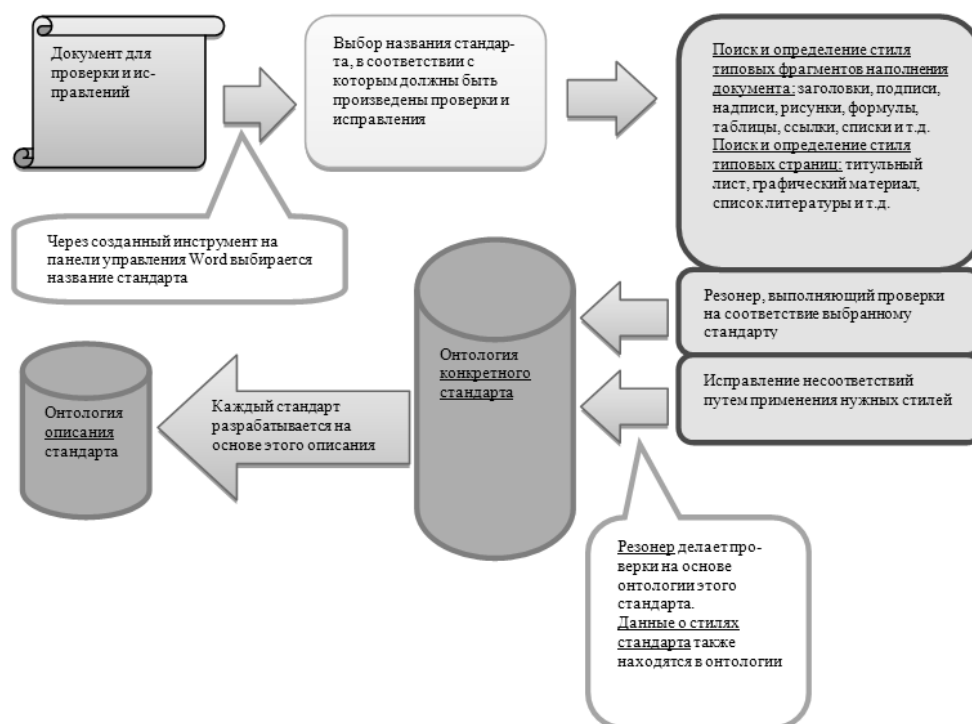 Документ для
проверки и ис-
правлений
Выбор названия стандар-
та, в соответствии с
которым должны быть
произведены проверки и
исправления
Поиск и определение стиля
типовых фрагментов наполнения
документа: заголовки, подписи,
надписи, рисунки, формулы,
таблицы, ссылки, списки и т.д.
Поиск и определение стиля
типовых страниц: титульный
лист, графический материал,
список литературы и т.д.
Через созданный инструмент на
панели управления Word выбирается
название стандарта
Резонер, выполняющий проверки
на соответствие выбранному
стандарту
Исправление несоответствий
путем применения нужных стилей
Онтология
конкретного
стандарта
Каждый стандарт
разрабатывается на
основе этого описания
Онтология
описания
стандарта
Резонер делает про-
верки на основе
онтологии этого
стандарта.
Данные о стилях
стандарта также
находятся в онтологии